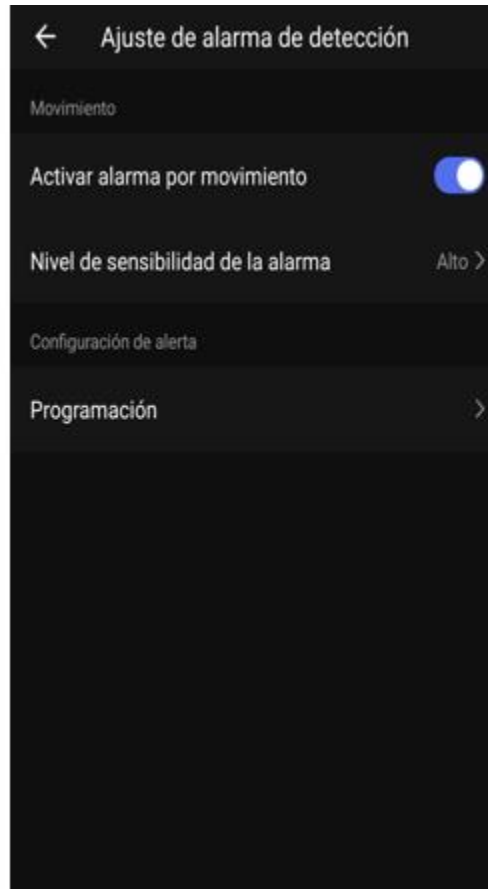 Ajuste de alarma de detección
Movimiento
Activar alarma por movimiento
Nivel de sensibilidad de la alarma Alto
Configuración de alerta
Programación